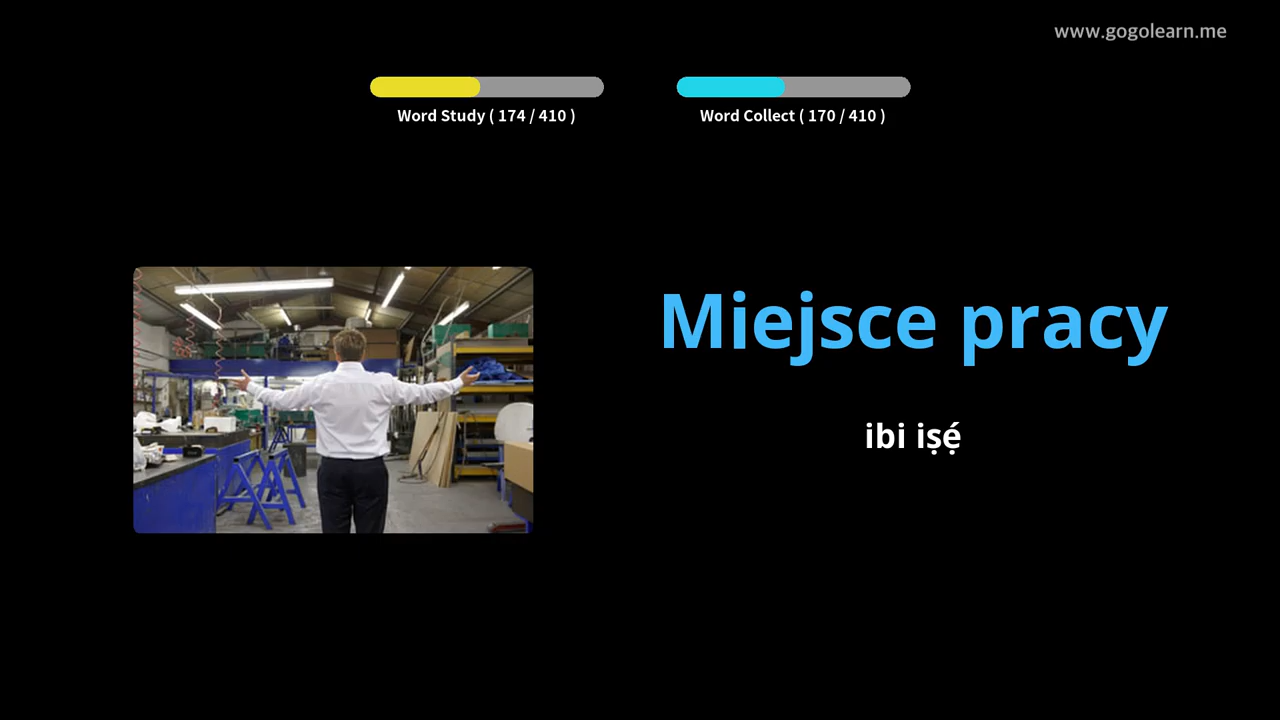 www.gogolearn.me
Word Study ( 174 / 410 )
Word Collect ( 170 / 410 )
Miejsce pracy
ibi iṣẹ́